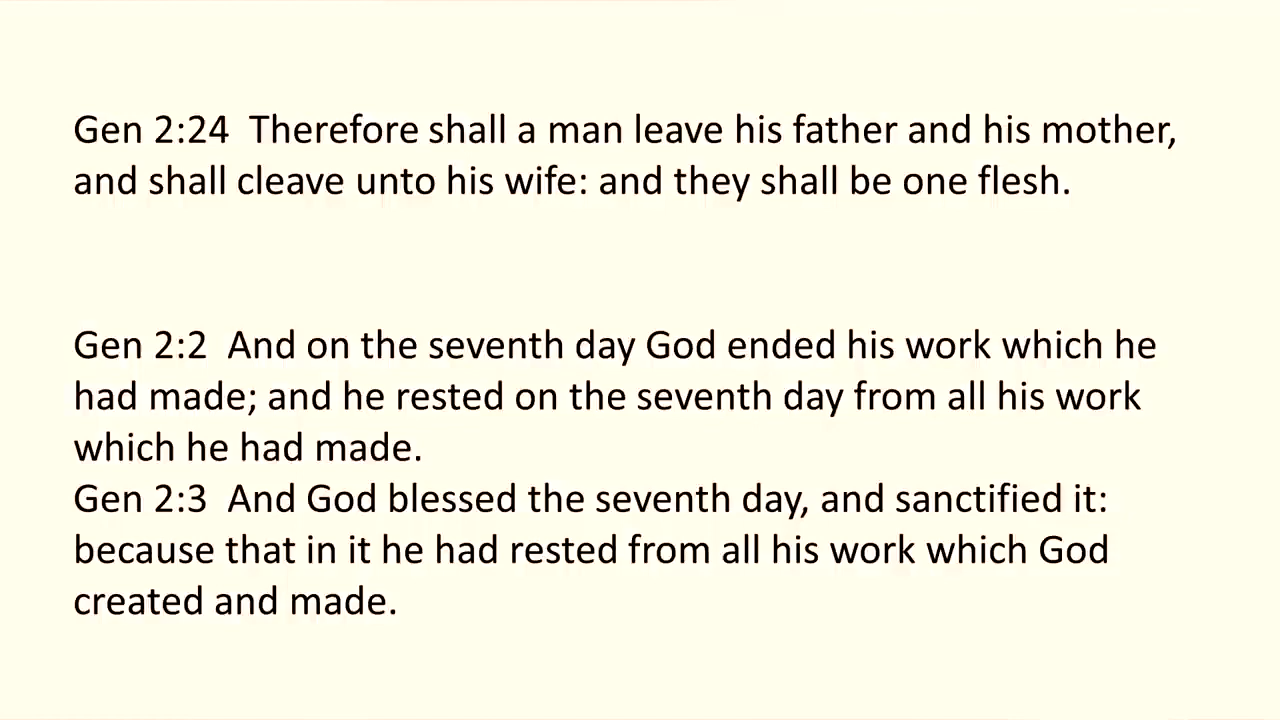 Gen 2:24  Therefore shall a man leave his father and his mother,
and shall cleave unto his wife: and they shall be one flesh.
Gen 2:2  And on the seventh day God ended his work which he
had made; and he rested on the seventh day from all his work
which he had made.
Gen 2:3  And God blessed the seventh day, and sanctified it:
because that in it he had rested from all his work which God
created and made.